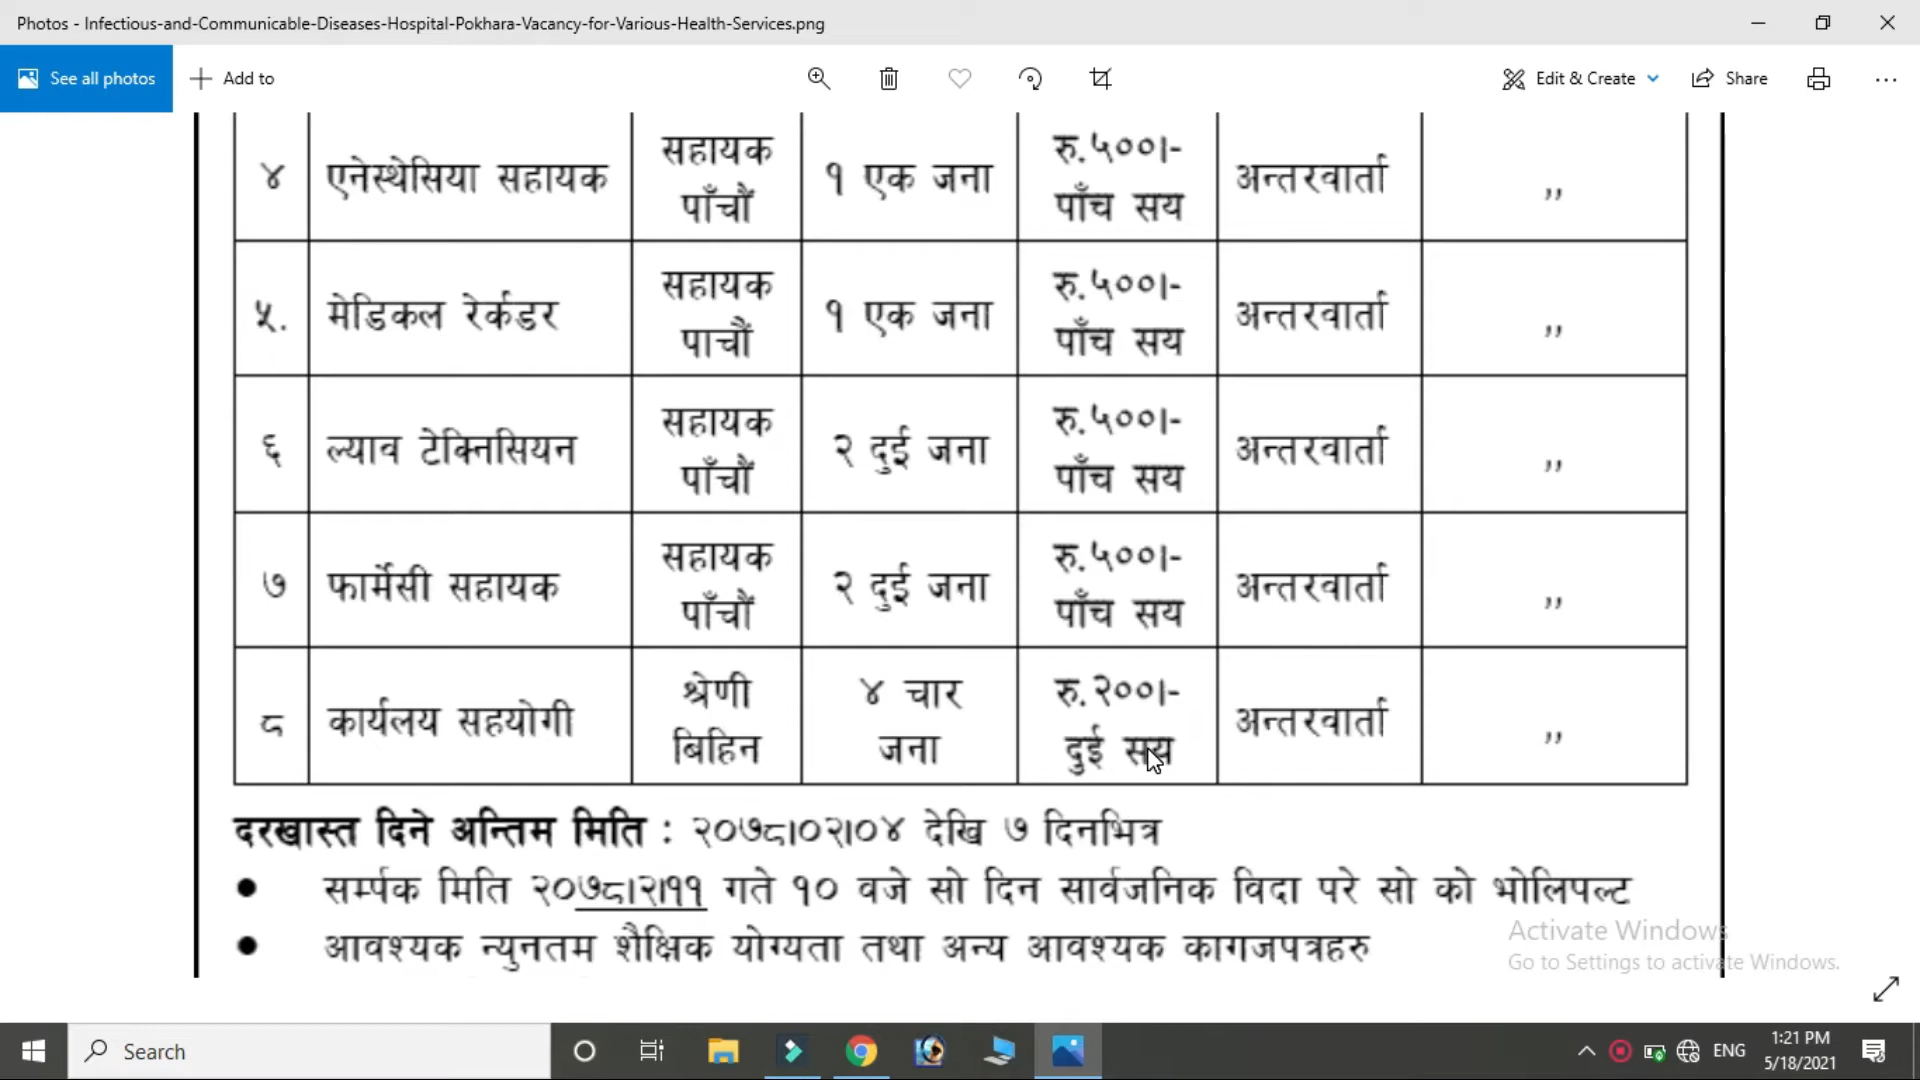 Photos - Infectious-and-Communicable-Diseases-Hospital-Pokhara-Vacancy-for-Various-Health-Services.png
See all photos
Add to
Edit & Create
Share
४ एनेस्थेसिया सहायक सहायक पाँचौं १ एक जना रु.५००।- पाँच सय अन्तरवार्ता ,,
५. मेडिकल रेर्कडर सहायक पाचौं १ एक जना रु.५००।- पाँच सय अन्तरवार्ता ,,
६ ल्याव टेक्निसियन सहायक पाँचौं २ दुई जना रु.५००।- पाँच सय अन्तरवार्ता ,,
७ फार्मेसी सहायक सहायक पाँचौं २ दुई जना रु.५००।- पाँच सय अन्तरवार्ता ,,
८ कार्यलय सहयोगी श्रेणी बिहिन ४ चार जना रु.२००।- दुई सय अन्तरवार्ता ,,
दरखास्त दिने अन्तिम मिति : २०७८।०२।०४ देखि ७ दिनभित्र
● सर्म्पक मिति २०७८।२।११ गते १० वजे सो दिन सार्वजनिक विदा परे सो को भोलिपल्ट
● आवश्यक न्युनतम शैक्षिक योग्यता तथा अन्य आवश्यक कागजपत्रहरु
Activate Windows
Go to Settings to activate Windows.
Search
ENG
1:21 PM
5/18/2021